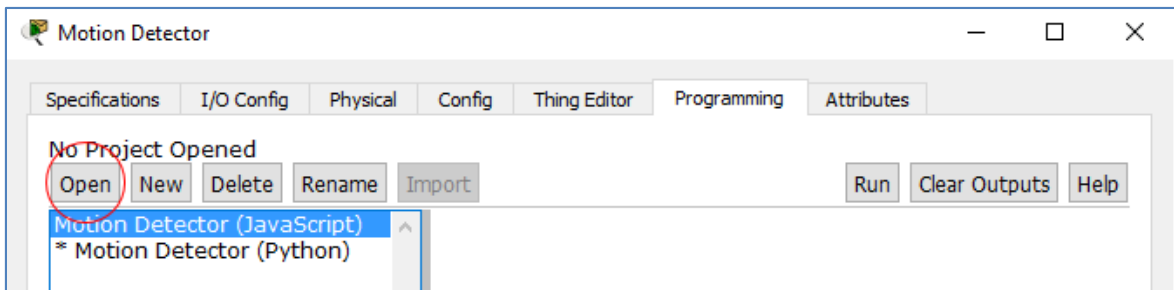 Motion Detector
Specifications I/O Config Physical Config Thing Editor Programming Attributes
No Project Opened
Open New Delete Rename Import Run Clear Outputs Help
Motion Detector (JavaScript)
* Motion Detector (Python)